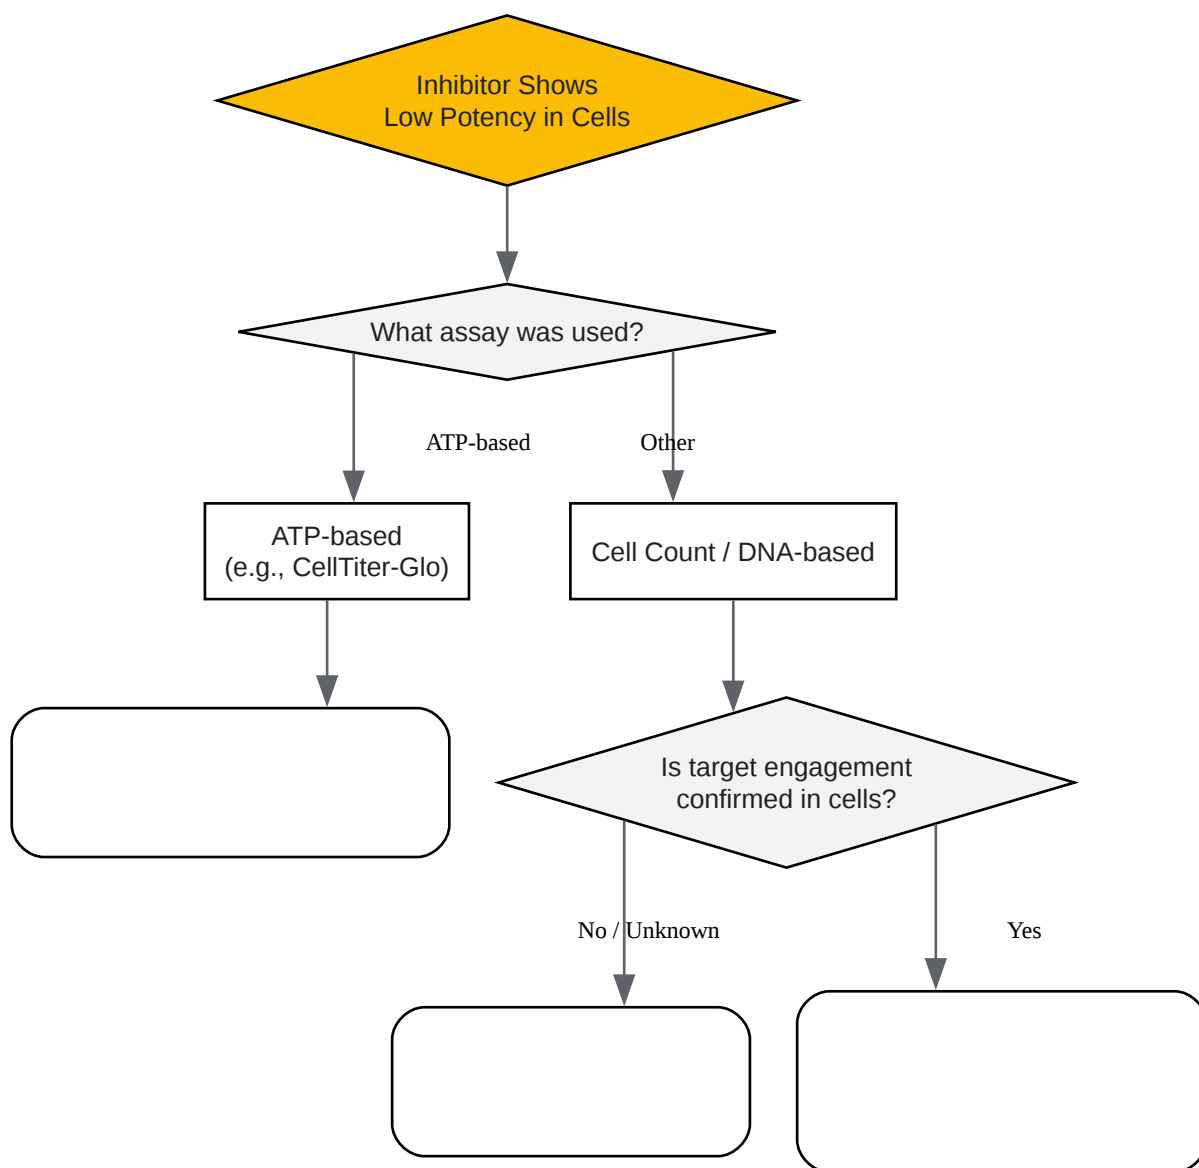 Inhibitor Shows
Low Potency in Cells
What assay was used?
ATP-based
Other
ATP-based
(e.g., CellTiter-Glo)
Cell Count / DNA-based
Is target engagement
confirmed in cells?
No / Unknown
Yes